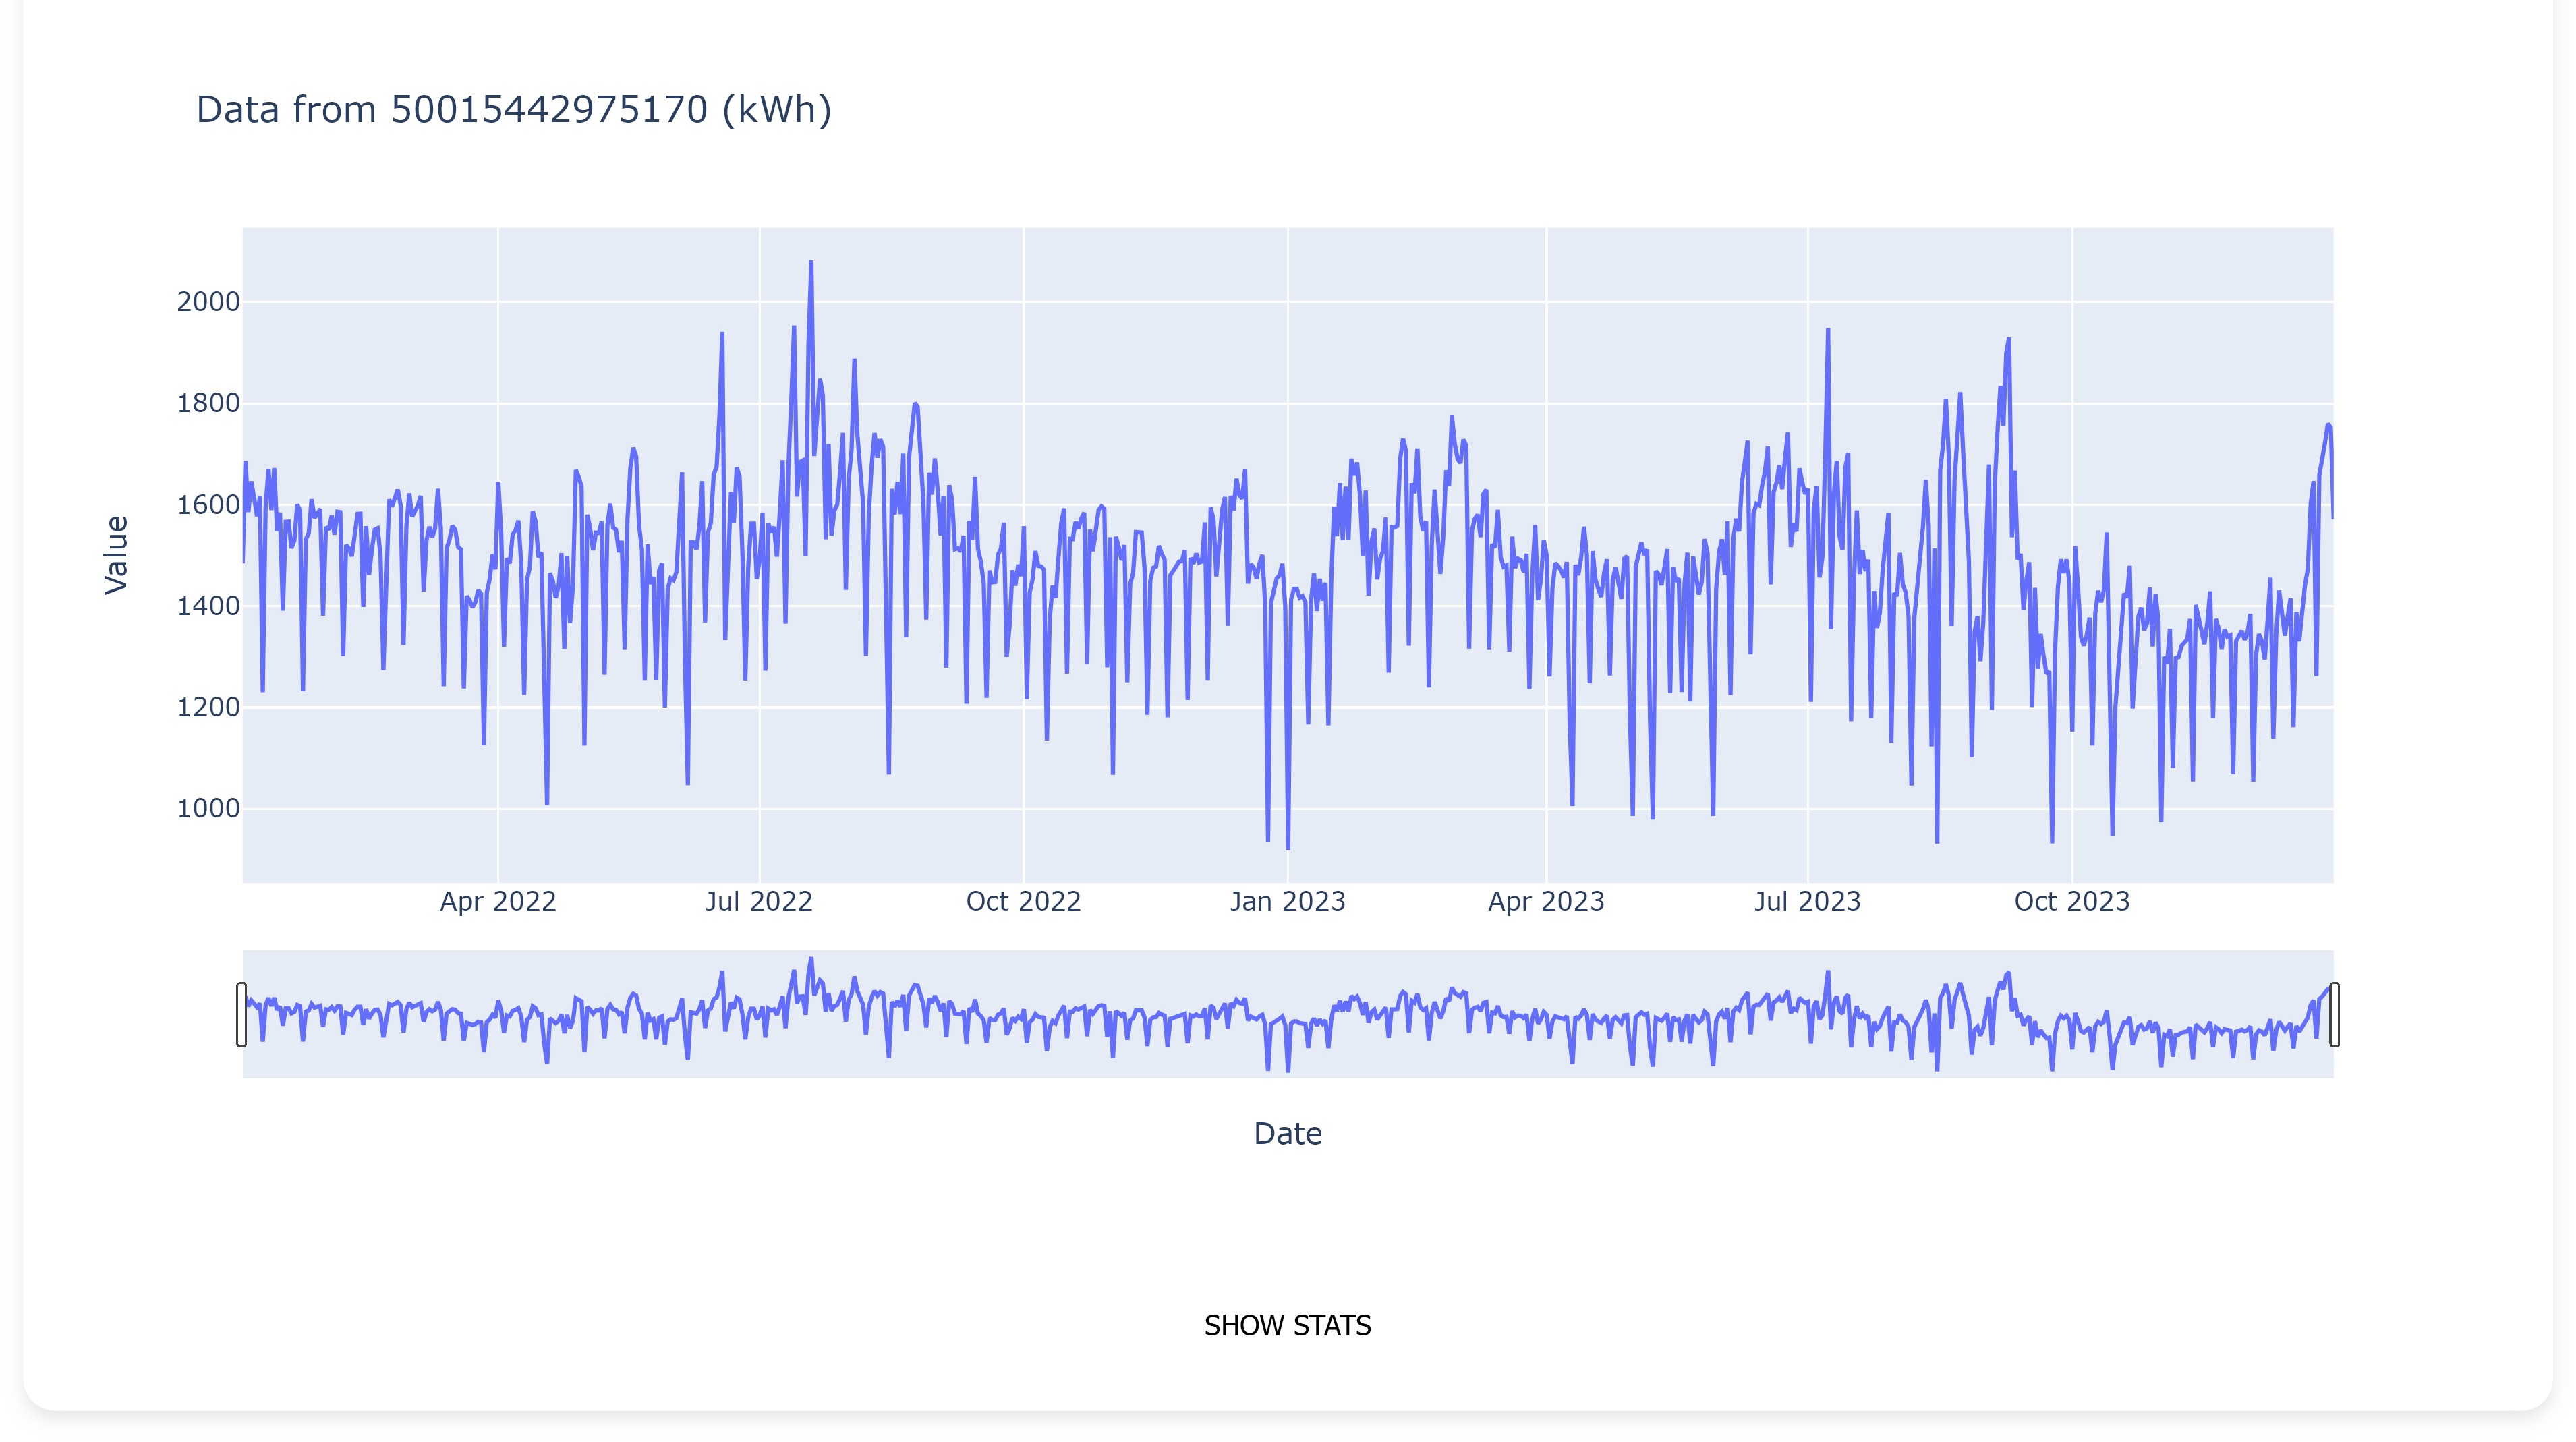 Data from 50015442975170 (kWh)
2000
1800
1600
1400
1200
1000
Value
Apr 2022
Jul 2022
Oct 2022
Jan 2023
Apr 2023
Jul 2023
Oct 2023
Date
SHOW STATS